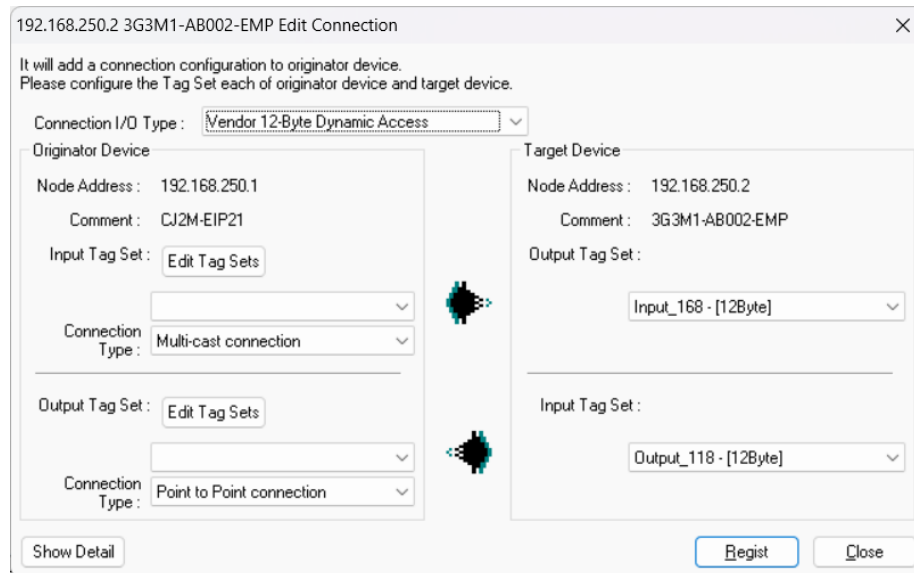 192.168.250.2 3G3M1-AB002-EMP Edit Connection
It will add a connection configuration to originator device.
Please configure the Tag Set each of originator device and target device.
Connection I/O Type : Vendor 12-Byte Dynamic Access
Originator Device
Node Address : 192.168.250.1
Comment : CJ2M-EIP21
Input Tag Set : Edit Tag Sets
Connection
Type : Multi-cast connection
Output Tag Set : Edit Tag Sets
Connection
Type : Point to Point connection
Target Device
Node Address : 192.168.250.2
Comment : 3G3M1-AB002-EMP
Output Tag Set :
Input_168 - [12Byte]
Input Tag Set :
Output_118 - [12Byte]
Show Detail
Regist
Close